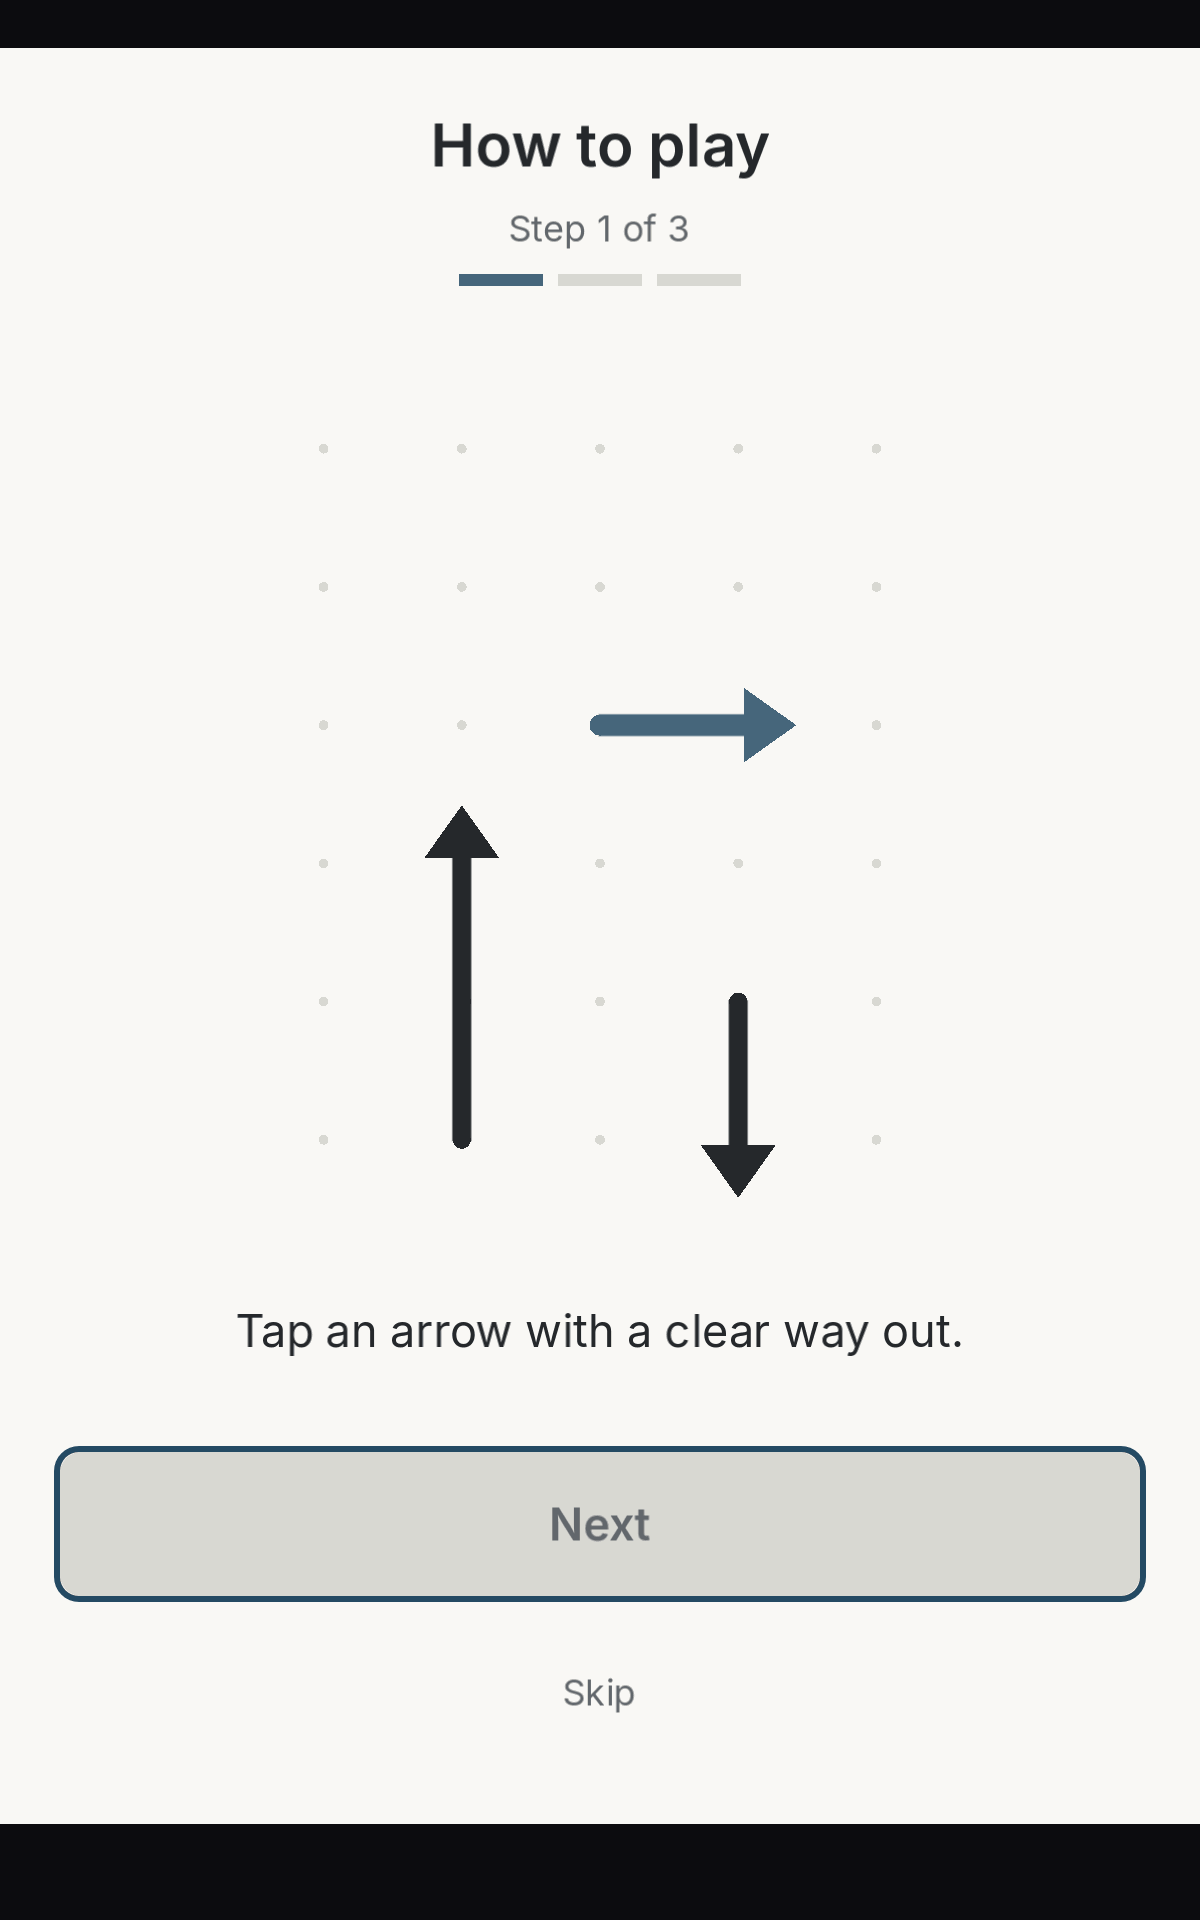 How to play
Step 1 of 3
Tap an arrow with a clear way out.
Next
Skip